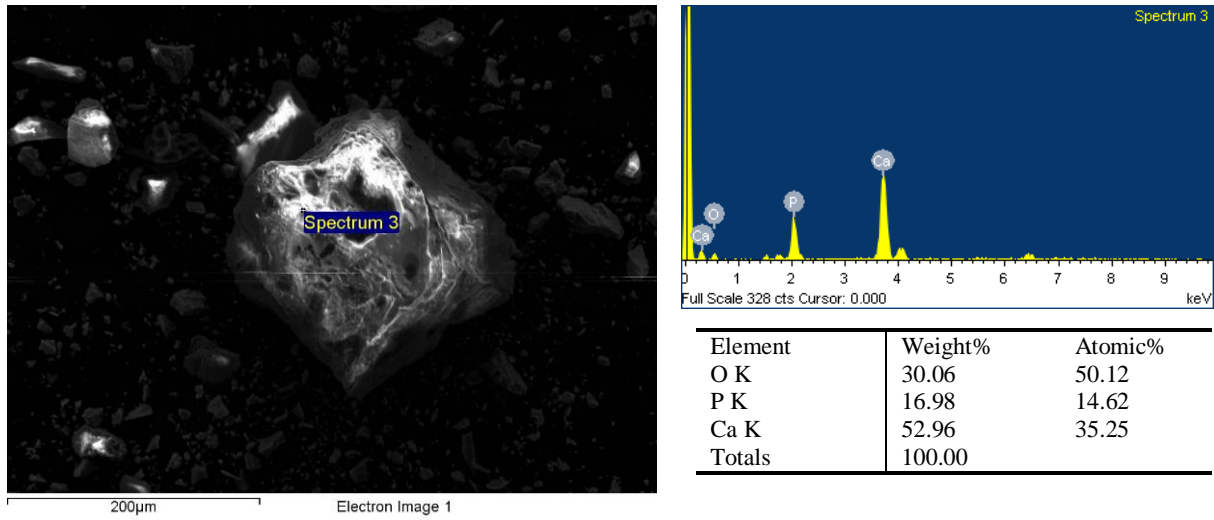 Spectrum 3
200µm Electron Image 1
Spectrum 3
Ca
O
Ca
P
Ca
0 1 2 3 4 5 6 7 8 9
Full Scale 328 cts Cursor: 0.000 keV
Element Weight% Atomic%
O K 30.06 50.12
P K 16.98 14.62
Ca K 52.96 35.25
Totals 100.00